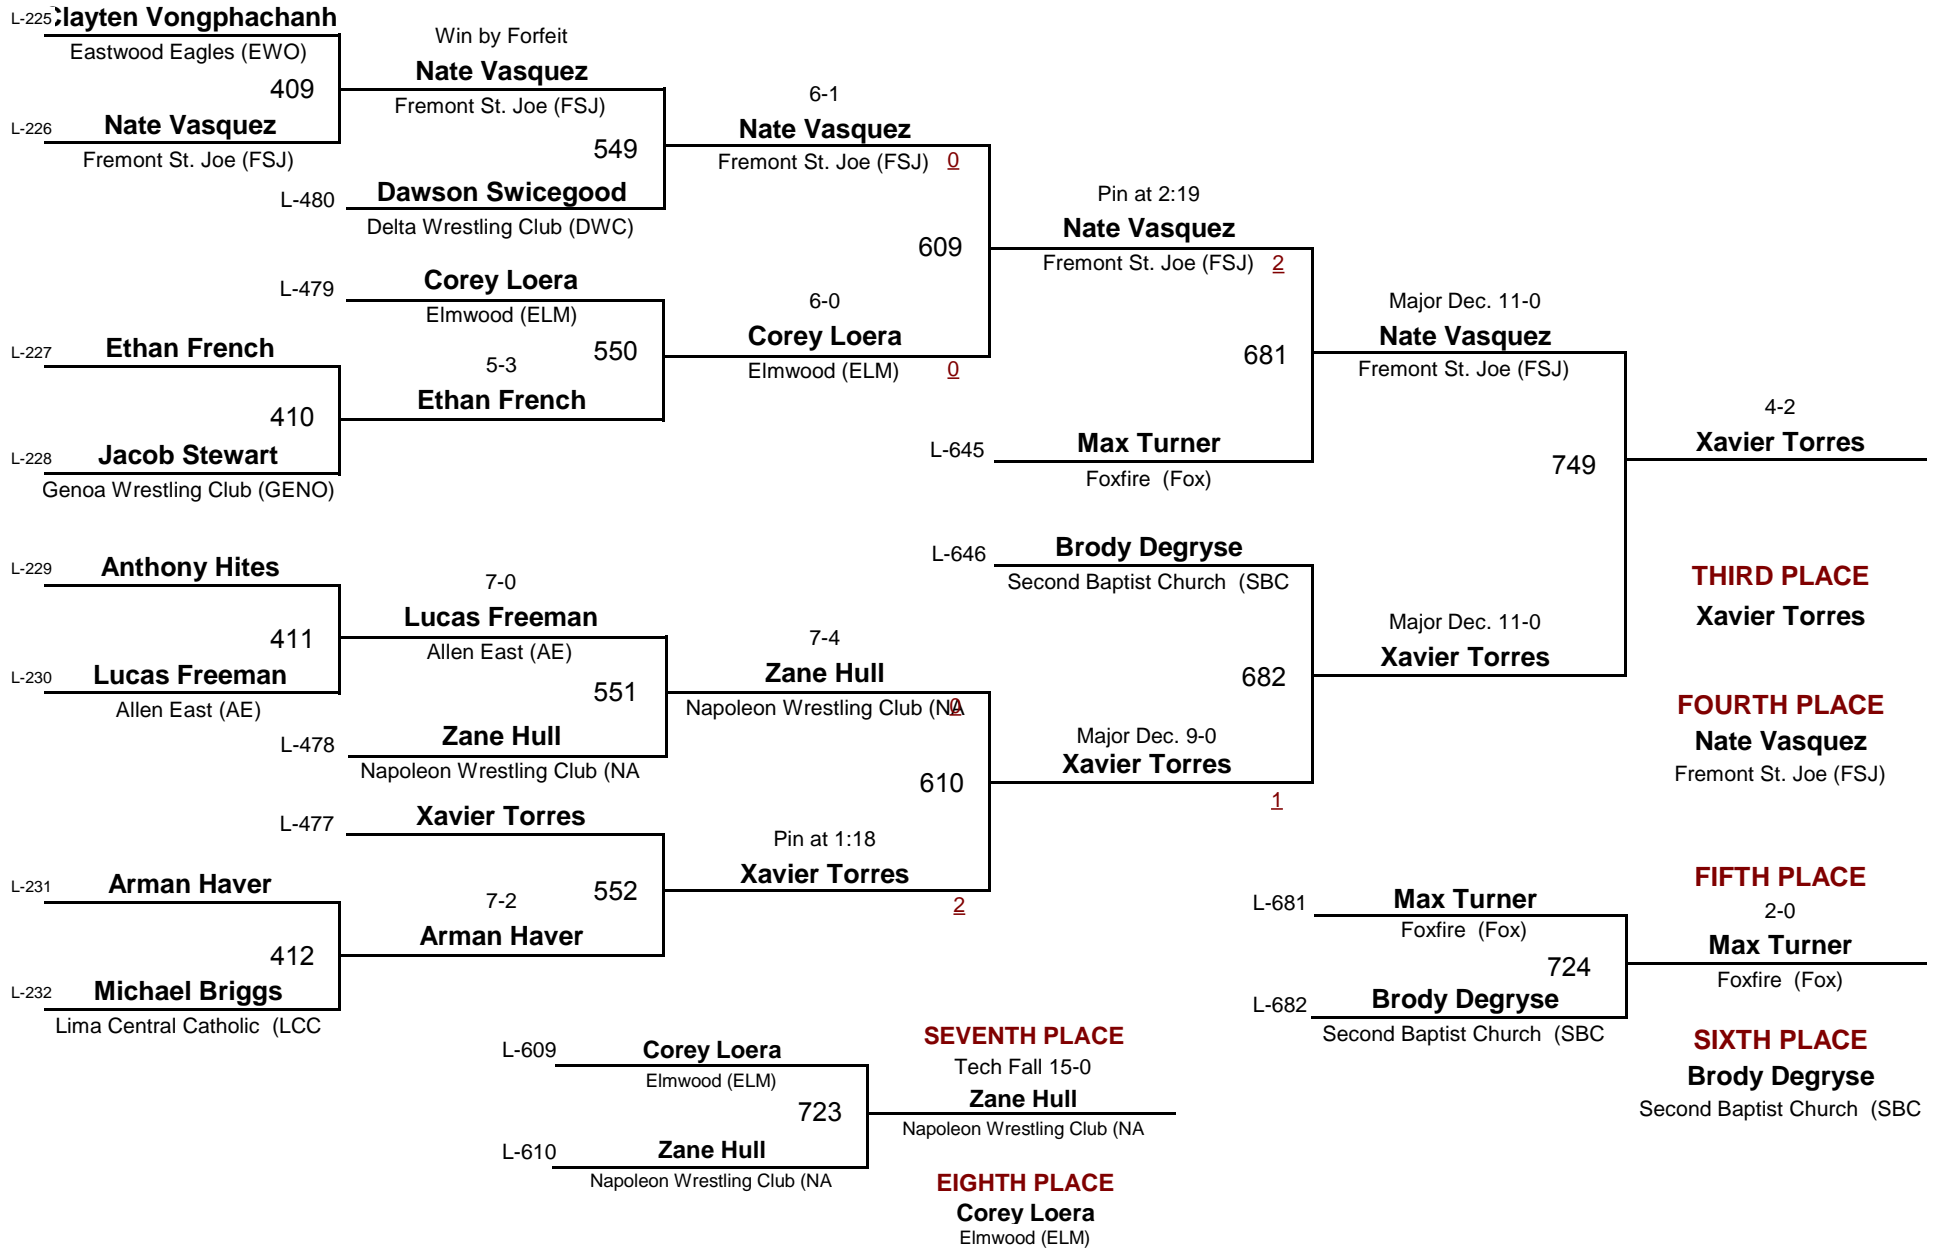 L-225 Clayten Vongphachanh
Eastwood Eagles (EWO)
409
L-226 Nate Vasquez
Fremont St. Joe (FSJ)
Win by Forfeit
Nate Vasquez
Fremont St. Joe (FSJ)
549
L-480 Dawson Swicegood
Delta Wrestling Club (DWC)
6-1
Nate Vasquez
Fremont St. Joe (FSJ) 0
609
L-479 Corey Loera
Elmwood (ELM)
550
L-227 Ethan French
410
L-228 Jacob Stewart
Genoa Wrestling Club (GENO)
5-3
Ethan French
6-0
Corey Loera
Elmwood (ELM) 0
Pin at 2:19
Nate Vasquez
Fremont St. Joe (FSJ) 2
681
L-645 Max Turner
Foxfire (Fox)
Major Dec. 11-0
Nate Vasquez
Fremont St. Joe (FSJ)
749
4-2
Xavier Torres
L-229 Anthony Hites
411
L-230 Lucas Freeman
Allen East (AE)
7-0
Lucas Freeman
Allen East (AE)
551
L-478 Zane Hull
Napoleon Wrestling Club (NA
7-4
Zane Hull
Napoleon Wrestling Club (NA 0
610
L-477 Xavier Torres
552
L-231 Arman Haver
412
L-232 Michael Briggs
Lima Central Catholic (LCC
7-2
Arman Haver
Pin at 1:18
Xavier Torres
2
L-646 Brody Degryse
Second Baptist Church (SBC
682
Major Dec. 9-0
Xavier Torres
1
Major Dec. 11-0
Xavier Torres
THIRD PLACE
Xavier Torres
FOURTH PLACE
Nate Vasquez
Fremont St. Joe (FSJ)
L-681 Max Turner
Foxfire (Fox)
724
L-682 Brody Degryse
Second Baptist Church (SBC
FIFTH PLACE
2-0
Max Turner
Foxfire (Fox)
SIXTH PLACE
Brody Degryse
Second Baptist Church (SBC
L-609 Corey Loera
Elmwood (ELM)
723
L-610 Zane Hull
Napoleon Wrestling Club (NA
SEVENTH PLACE
Tech Fall 15-0
Zane Hull
Napoleon Wrestling Club (NA
EIGHTH PLACE
Corey Loera
Elmwood (ELM)